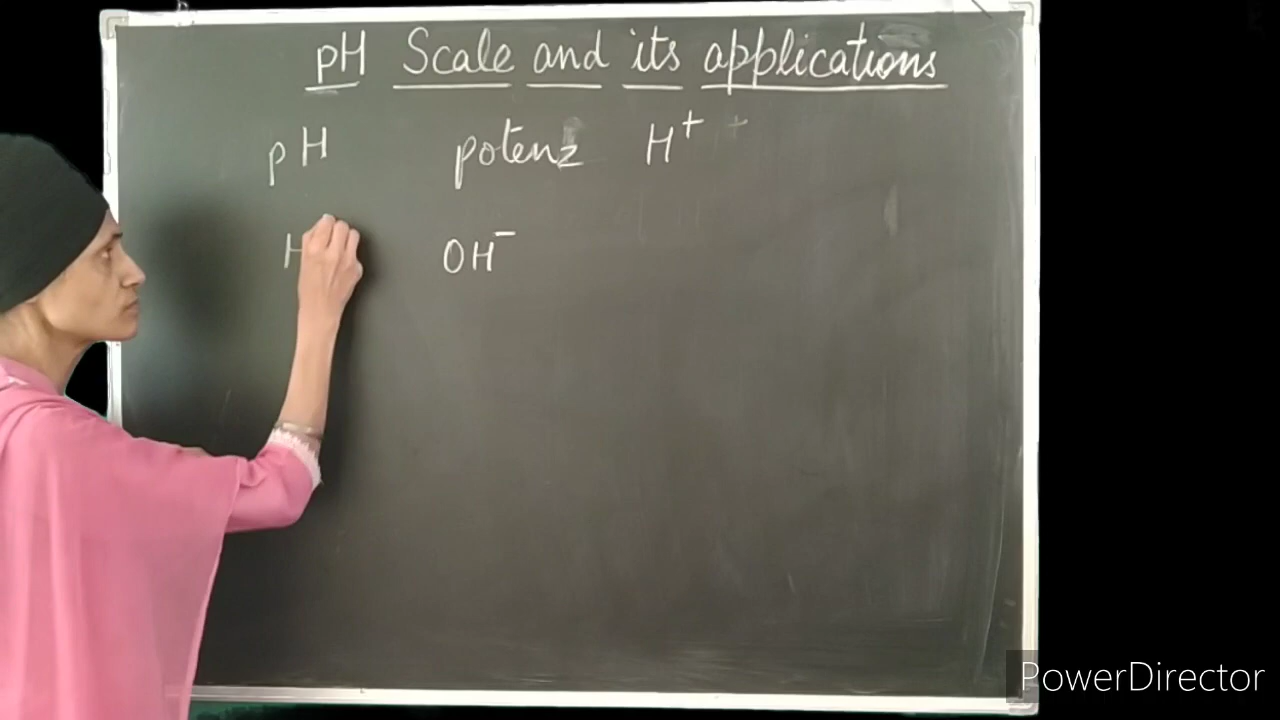 pH Scale and its applications
pH potenz H⁺ +
H OH⁻
PowerDirector